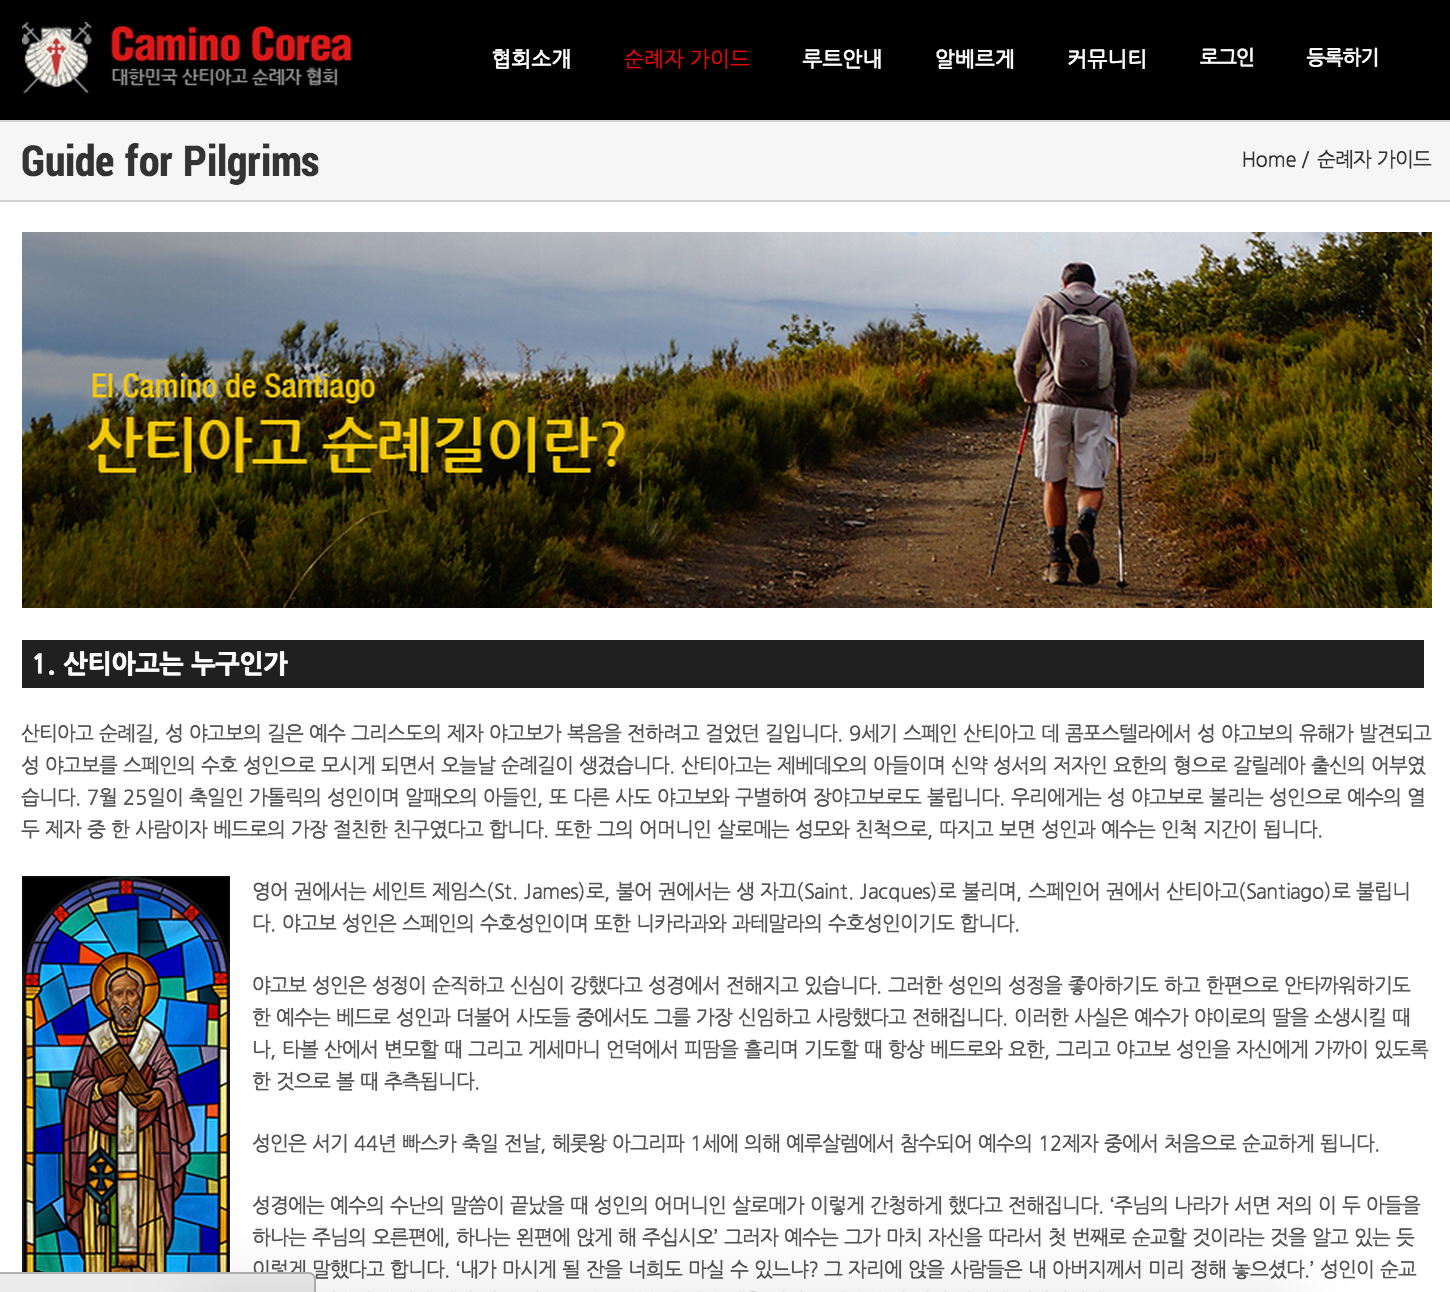 Camino Corea
대한민국 산티아고 순례자 협회
협회소개 순례자 가이드 루트안내 알베르게 커뮤니티 로그인 등록하기
Guide for Pilgrims
Home / 순례자 가이드
El Camino de Santiago
산티아고 순례길이란?
1. 산티아고는 누구인가
산티아고 순례길, 성 야고보의 길은 예수 그리스도의 제자 야고보가 복음을 전하려고 걸었던 길입니다. 9세기 스페인 산티아고 데 콤포스텔라에서 성 야고보의 유해가 발견되고
성 야고보를 스페인의 수호 성인으로 모시게 되면서 오늘날 순례길이 생겼습니다. 산티아고는 제베데오의 아들이며 신약 성서의 저자인 요한의 형으로 갈릴레아 출신의 어부였
습니다. 7월 25일이 축일인 가톨릭의 성인이며 알패오의 아들인, 또 다른 사도 야고보와 구별하여 장야고보로도 불립니다. 우리에게는 성 야고보로 불리는 성인으로 예수의 열
두 제자 중 한 사람이자 베드로의 가장 절친한 친구였다고 합니다. 또한 그의 어머니인 살로메는 성모와 친척으로, 따지고 보면 성인과 예수는 인척 지간이 됩니다.
영어 권에서는 세인트 제임스(St. James)로, 불어 권에서는 생 자끄(Saint. Jacques)로 불리며, 스페인어 권에서 산티아고(Santiago)로 불립니
다. 야고보 성인은 스페인의 수호성인이며 또한 니카라과와 과테말라의 수호성인이기도 합니다.
야고보 성인은 성정이 순직하고 신심이 강했다고 성경에서 전해지고 있습니다. 그러한 성인의 성정을 좋아하기도 하고 한편으로 안타까워하기도
한 예수는 베드로 성인과 더불어 사도들 중에서도 그를 가장 신임하고 사랑했다고 전해집니다. 이러한 사실은 예수가 야이로의 딸을 소생시킬 때
나, 타볼 산에서 변모할 때 그리고 게세마니 언덕에서 피땀을 흘리며 기도할 때 항상 베드로와 요한, 그리고 야고보 성인을 자신에게 가까이 있도록
한 것으로 볼 때 추측됩니다.
성인은 서기 44년 빠스카 축일 전날, 헤롯왕 아그리파 1세에 의해 예루살렘에서 참수되어 예수의 12제자 중에서 처음으로 순교하게 됩니다.
성경에는 예수의 수난의 말씀이 끝났을 때 성인의 어머니인 살로메가 이렇게 간청하게 했다고 전해집니다. ‘주님의 나라가 서면 저의 이 두 아들을
하나는 주님의 오른편에, 하나는 왼편에 앉게 해 주십시오’ 그러자 예수는 그가 마치 자신을 따라서 첫 번째로 순교할 것이라는 것을 알고 있는 듯
이렇게 말했다고 합니다. ‘내가 마시게 될 잔을 너희도 마실 수 있느냐? 그 자리에 앉을 사람들은 내 아버지께서 미리 정해 놓으셨다.’ 성인이 순교